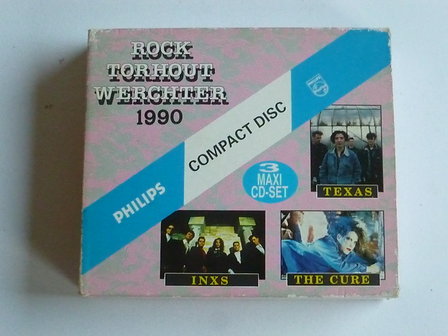 ROCK
TORHOUT
WERCHTER
1990
PHILIPS
COMPACT DISC
3
MAXI
CD-SET
TEXAS
INXS
THE CURE